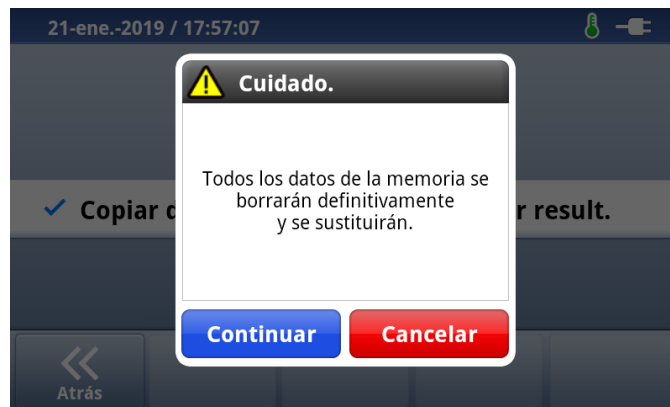 21-ene.-2019 / 17:57:07
Cuidado.
Todos los datos de la memoria se
borrarán definitivamente
y se sustituirán.
Copiar r result.
Continuar Cancelar
Atrás